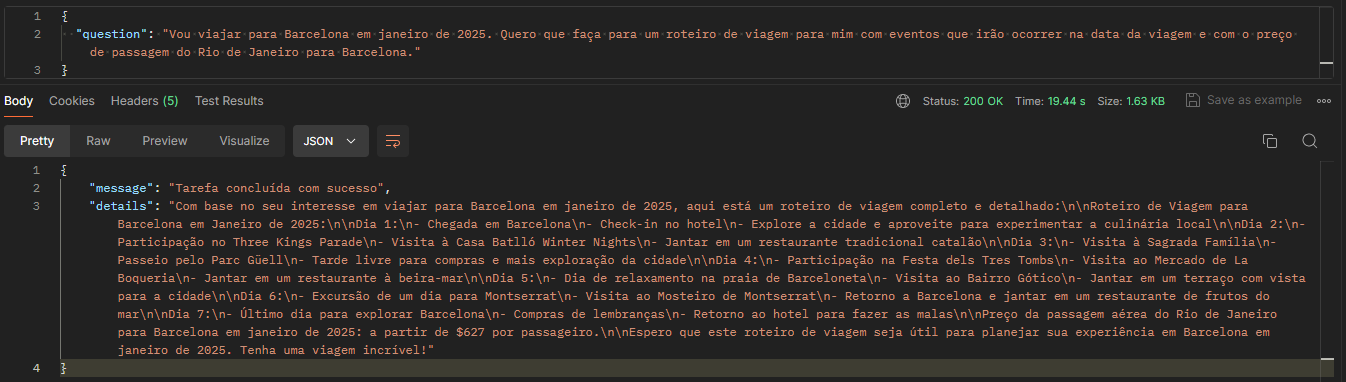 1 {
2 "question": "Vou viajar para Barcelona em janeiro de 2025. Quero que faça para um roteiro de viagem para mim com eventos que irão ocorrer na data da viagem e com o preço
de passagem do Rio de Janeiro para Barcelona."
3 }
Body Cookies Headers (5) Test Results Status: 200 OK Time: 19.44 s Size: 1.63 KB Save as example
Pretty Raw Preview Visualize JSON
1 {
2 "message": "Tarefa concluída com sucesso",
3 "details": "Com base no seu interesse em viajar para Barcelona em janeiro de 2025, aqui está um roteiro de viagem completo e detalhado:\n\nRoteiro de Viagem para
Barcelona em Janeiro de 2025:\n\nDia 1:\n- Chegada em Barcelona\n- Check-in no hotel\n- Explore a cidade e aproveite para experimentar a culinária local\n\nDia 2:\n-
Participação no Three Kings Parade\n- Visita à Casa Batlló Winter Nights\n- Jantar em um restaurante tradicional catalão\n\nDia 3:\n- Visita à Sagrada Família\n-
Passeio pelo Parc Güell\n- Tarde livre para compras e mais exploração da cidade\n\nDia 4:\n- Participação na Festa dels Tres Tombs\n- Visita ao Mercado de La
Boqueria\n- Jantar em um restaurante à beira-mar\n\nDia 5:\n- Dia de relaxamento na praia de Barceloneta\n- Visita ao Bairro Gótico\n- Jantar em um terraço com vista
para a cidade\n\nDia 6:\n- Excursão de um dia para Montserrat\n- Visita ao Mosteiro de Montserrat\n- Retorno a Barcelona e jantar em um restaurante de frutos do
mar\n\nDia 7:\n- Último dia para explorar Barcelona\n- Compras de lembranças\n- Retorno ao hotel para fazer as malas\n\nPreço da passagem aérea do Rio de Janeiro
para Barcelona em janeiro de 2025: a partir de $627 por passageiro.\n\nEspero que este roteiro de viagem seja útil para planejar sua experiência em Barcelona em
janeiro de 2025. Tenha uma viagem incrível!"
4 }